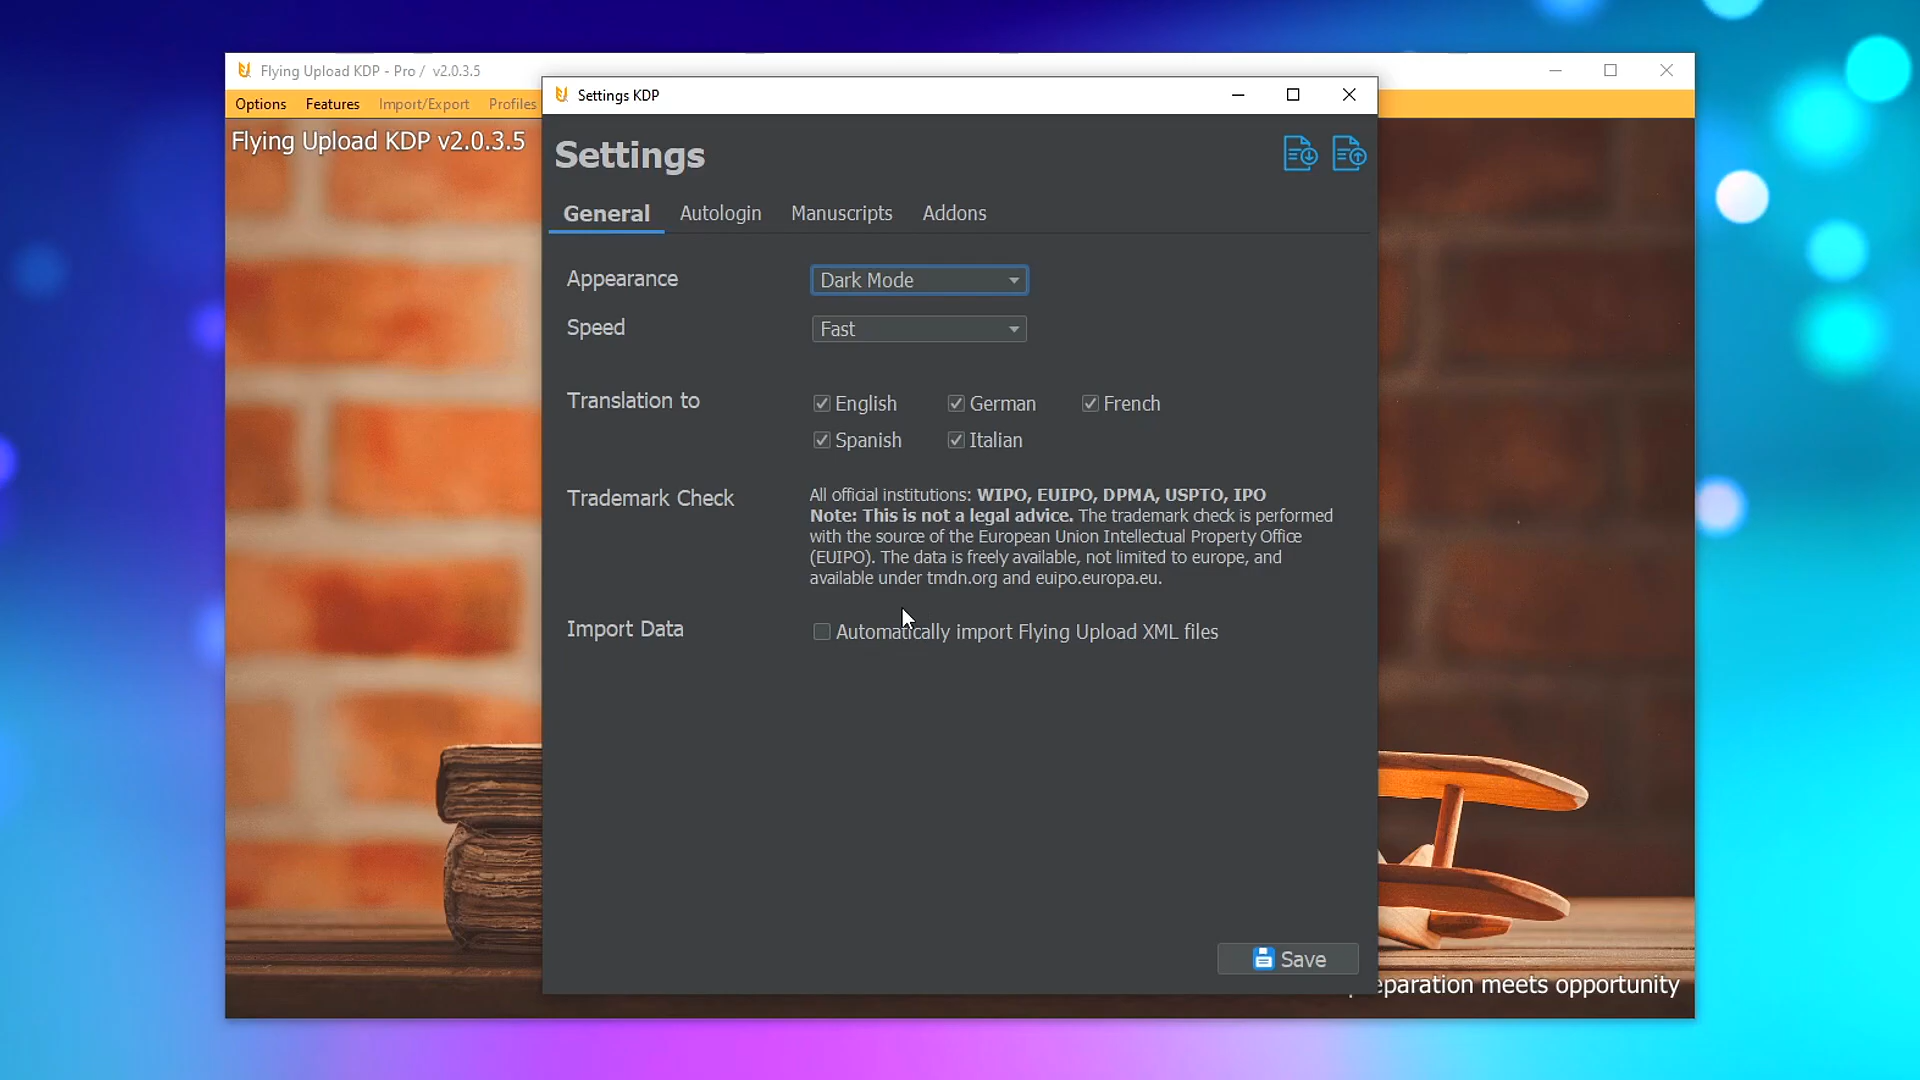 Flying Upload KDP - Pro / v2.0.3.5
Settings KDP
Options Features Import/Export Profiles
Flying Upload KDP v2.0.3.5
Settings
General Autologin Manuscripts Addons
Appearance Dark Mode
Speed Fast
Translation to English German French
Spanish Italian
Trademark Check
All official institutions: WIPO, EUIPO, DPMA, USPTO, IPO
Note: This is not a legal advice. The trademark check is performed
with the source of the European Union Intellectual Property Office
(EUIPO). The data is freely available, not limited to europe, and
available under tmdn.org and euipo.europa.eu.
Import Data Automatically import Flying Upload XML files
Save
eparation meets opportunity